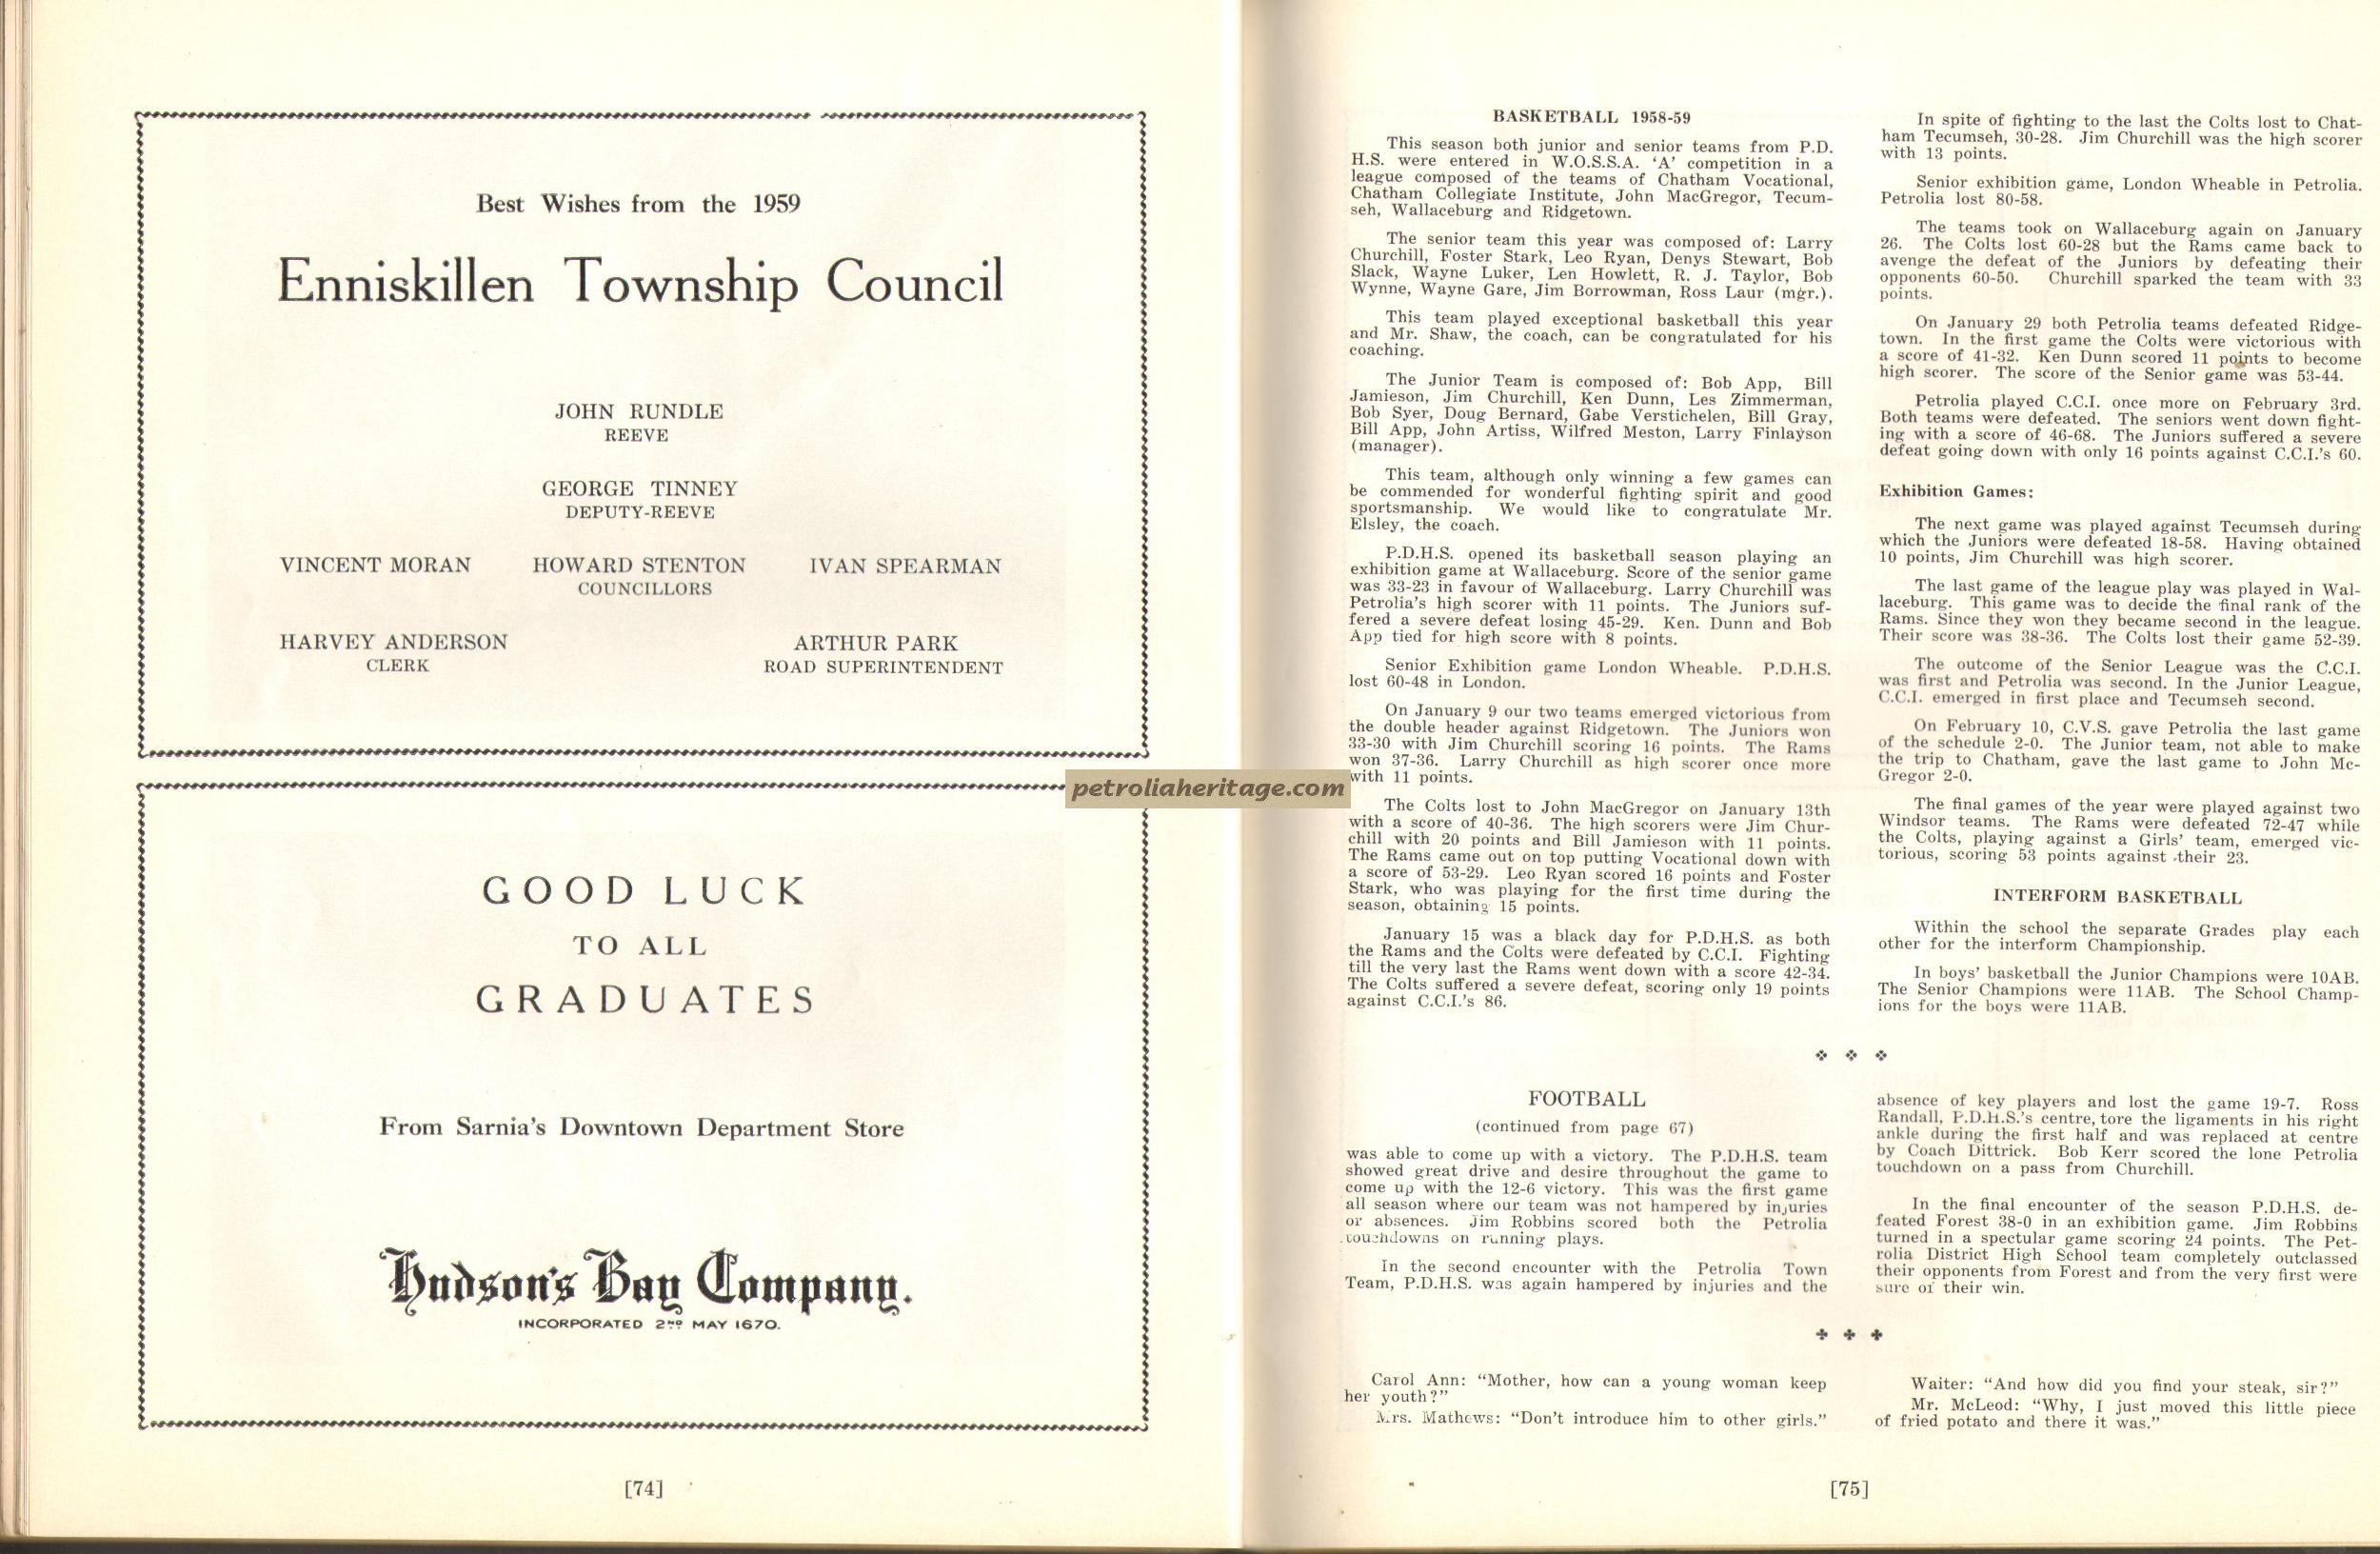 Best Wishes from the 1959
Enniskillen Township Council
JOHN RUNDLE
REEVE
GEORGE TINNEY
DEPUTY-REEVE
VINCENT MORAN HOWARD STENTON IVAN SPEARMAN
COUNCILLORS
HARVEY ANDERSON ARTHUR PARK
CLERK ROAD SUPERINTENDENT
GOOD LUCK
TO ALL
GRADUATES
From Sarnia's Downtown Department Store
Hudson's Bay Company.
INCORPORATED 2ND MAY 1670.
[74]
petroliaheritage.com
BASKETBALL 1958-59
This season both junior and senior teams from P.D.
H.S. were entered in W.O.S.S.A. 'A' competition in a
league composed of the teams of Chatham Vocational,
Chatham Collegiate Institute, John MacGregor, Tecum-
seh, Wallaceburg and Ridgetown.
The senior team this year was composed of: Larry
Churchill, Foster Stark, Leo Ryan, Denys Stewart, Bob
Slack, Wayne Luker, Len Howlett, R. J. Taylor, Bob
Wynne, Wayne Gare, Jim Borrowman, Ross Laur (mgr.).
This team played exceptional basketball this year
and Mr. Shaw, the coach, can be congratulated for his
coaching.
The Junior Team is composed of: Bob App, Bill
Jamieson, Jim Churchill, Ken Dunn, Les Zimmerman,
Bob Syer, Doug Bernard, Gabe Verstichelen, Bill Gray,
Bill App, John Artiss, Wilfred Meston, Larry Finlayson
(manager).
This team, although only winning a few games can
be commended for wonderful fighting spirit and good
sportsmanship. We would like to congratulate Mr.
Elsley, the coach.
P.D.H.S. opened its basketball season playing an
exhibition game at Wallaceburg. Score of the senior game
was 33-23 in favour of Wallaceburg. Larry Churchill was
Petrolia's high scorer with 11 points. The Juniors suf-
fered a severe defeat losing 45-29. Ken. Dunn and Bob
App tied for high score with 8 points.
Senior Exhibition game London Wheable. P.D.H.S.
lost 60-48 in London.
On January 9 our two teams emerged victorious from
the double header against Ridgetown. The Juniors won
33-30 with Jim Churchill scoring 16 points. The Rams
won 37-36. Larry Churchill as high scorer once more
with 11 points.
The Colts lost to John MacGregor on January 13th
with a score of 40-36. The high scorers were Jim Chur-
chill with 20 points and Bill Jamieson with 11 points.
The Rams came out on top putting Vocational down with
a score of 53-29. Leo Ryan scored 16 points and Foster
Stark, who was playing for the first time during the
season, obtaining 15 points.
January 15 was a black day for P.D.H.S. as both
the Rams and the Colts were defeated by C.C.I. Fighting
till the very last the Rams went down with a score 42-34.
The Colts suffered a severe defeat, scoring only 19 points
against C.C.I.'s 86.
In spite of fighting to the last the Colts lost to Chat-
ham Tecumseh, 30-28. Jim Churchill was the high scorer
with 13 points.
Senior exhibition game, London Wheable in Petrolia.
Petrolia lost 80-58.
The teams took on Wallaceburg again on January
26. The Colts lost 60-28 but the Rams came back to
avenge the defeat of the Juniors by defeating their
opponents 60-50. Churchill sparked the team with 33
points.
On January 29 both Petrolia teams defeated Ridge-
town. In the first game the Colts were victorious with
a score of 41-32. Ken Dunn scored 11 points to become
high scorer. The score of the Senior game was 53-44.
Petrolia played C.C.I. once more on February 3rd.
Both teams were defeated. The seniors went down fight-
ing with a score of 46-68. The Juniors suffered a severe
defeat going down with only 16 points against C.C.I.'s 60.
Exhibition Games:
The next game was played against Tecumseh during
which the Juniors were defeated 18-58. Having obtained
10 points, Jim Churchill was high scorer.
The last game of the league play was played in Wal-
laceburg. This game was to decide the final rank of the
Rams. Since they won they became second in the league.
Their score was 38-36. The Colts lost their game 52-39.
The outcome of the Senior League was the C.C.I.
was first and Petrolia was second. In the Junior League,
C.C.I. emerged in first place and Tecumseh second.
On February 10, C.V.S. gave Petrolia the last game
of the schedule 2-0. The Junior team, not able to make
the trip to Chatham, gave the last game to John Mc-
Gregor 2-0.
The final games of the year were played against two
Windsor teams. The Rams were defeated 72-47 while
the Colts, playing against a Girls' team, emerged vic-
torious, scoring 53 points against their 23.
INTERFORM BASKETBALL
Within the school the separate Grades play each
other for the interform Championship.
In boys' basketball the Junior Champions were 10AB.
The Senior Champions were 11AB. The School Champ-
ions for the boys were 11AB.
FOOTBALL
(continued from page 67)
was able to come up with a victory. The P.D.H.S. team
showed great drive and desire throughout the game to
come up with the 12-6 victory. This was the first game
all season where our team was not hampered by injuries
or absences. Jim Robbins scored both the Petrolia
touchdowns on running plays.
In the second encounter with the Petrolia Town
Team, P.D.H.S. was again hampered by injuries and the
absence of key players and lost the game 19-7. Ross
Randall, P.D.H.S.'s centre, tore the ligaments in his right
ankle during the first half and was replaced at centre
by Coach Dittrick. Bob Kerr scored the lone Petrolia
touchdown on a pass from Churchill.
In the final encounter of the season P.D.H.S. de-
feated Forest 38-0 in an exhibition game. Jim Robbins
turned in a spectular game scoring 24 points. The Pet-
rolia District High School team completely outclassed
their opponents from Forest and from the very first were
sure of their win.
Carol Ann: "Mother, how can a young woman keep
her youth?"
Mrs. Mathews: "Don't introduce him to other girls."
Waiter: "And how did you find your steak, sir?"
Mr. McLeod: "Why, I just moved this little piece
of fried potato and there it was."
[75]